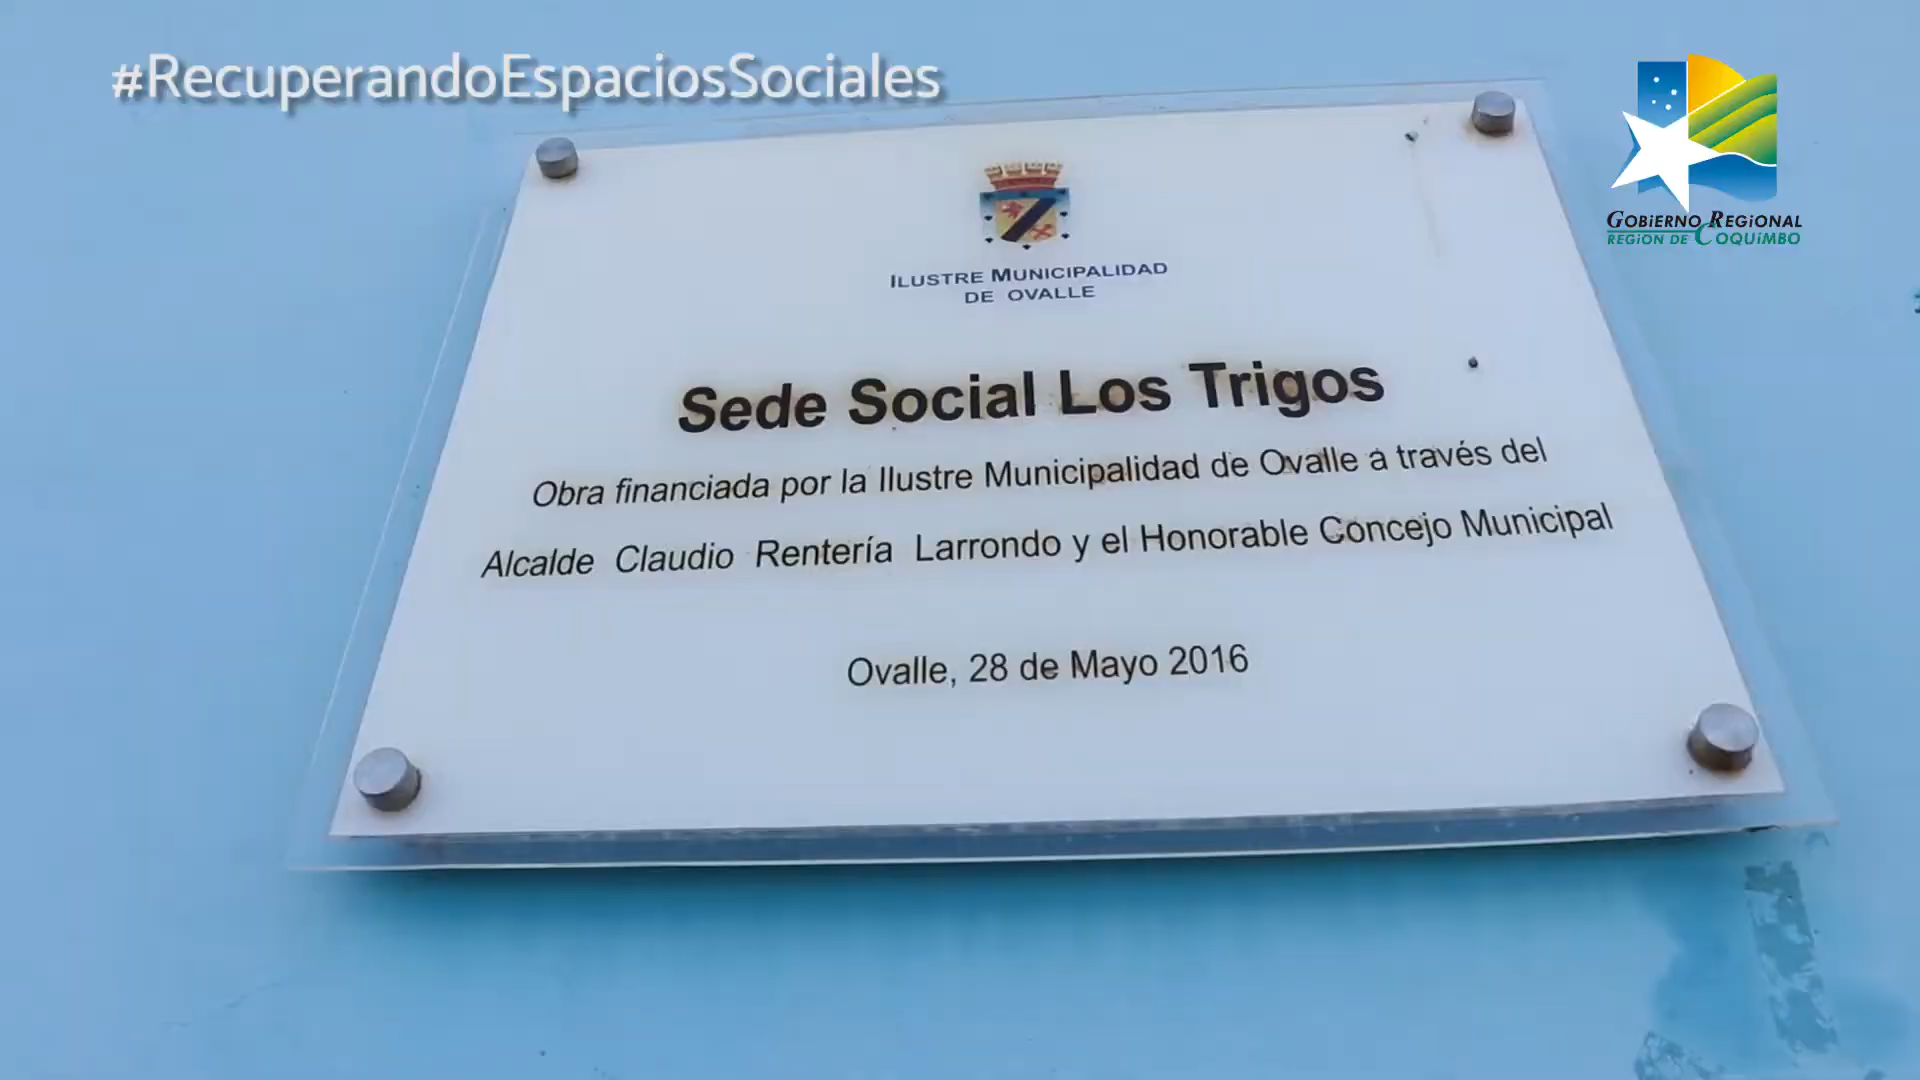 #RecuperandoEspaciosSociales
GOBiERNO REGiONAL
REGiON DE COQUiMBO
ILUSTRE MUNICIPALIDAD
DE OVALLE
Sede Social Los Trigos
Obra financiada por la Ilustre Municipalidad de Ovalle a través del
Alcalde Claudio Rentería Larrondo y el Honorable Concejo Municipal
Ovalle, 28 de Mayo 2016